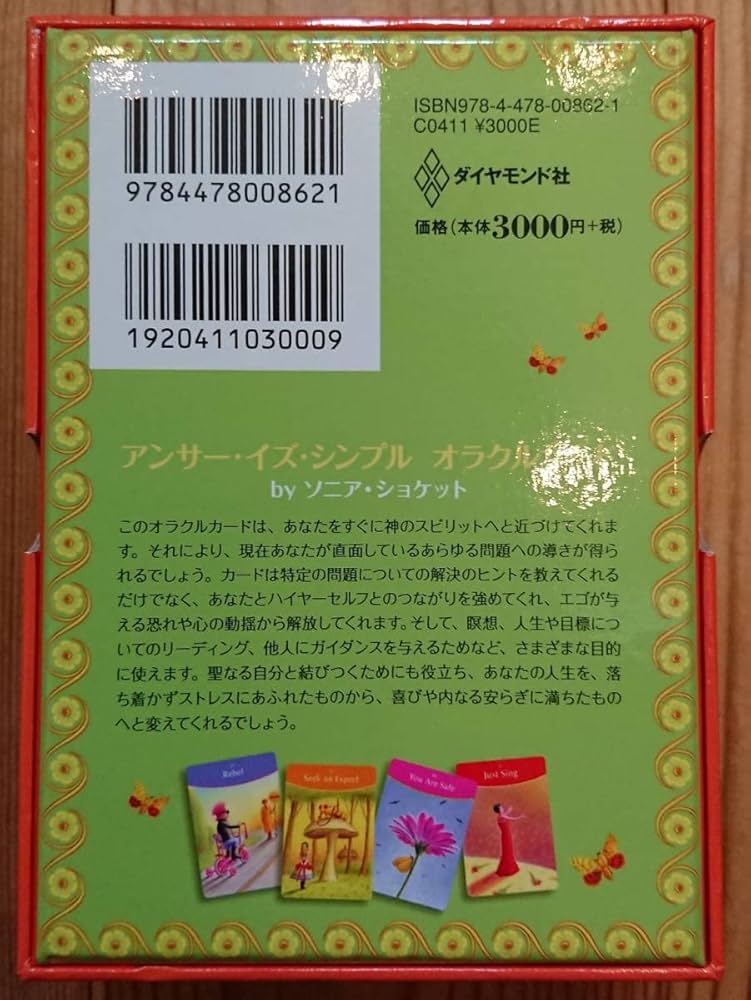 ISBN978-4-478-00862-1
C0411 ¥3000E
ダイヤモンド社
価格(本体3000円+税)
9784478008621
1920411030009
アンサー・イズ・シンプル オラクル
by ソニア・ショケット
このオラクルカードは、あなたをすぐに神のスピリットへと近づけてくれま
す。それにより、現在あなたが直面しているあらゆる問題への導きが得ら
れるでしょう。カードは特定の問題についての解決のヒントを教えてくれる
だけでなく、あなたとハイヤーセルフとのつながりを強めてくれ、エゴが与
える恐れや心の動揺から解放してくれます。そして、瞑想、人生や目標につ
いてのリーディング、他人にガイダンスを与えるためなど、さまざまな目的
に使えます。聖なる自分と結びつくためにも役立ち、あなたの人生を、落
ち着かずストレスにあふれたものから、喜びや内なる安らぎに満ちたもの
へと変えてくれるでしょう。
Rebel
Seek an Expert
You Are Safe
Just Sing